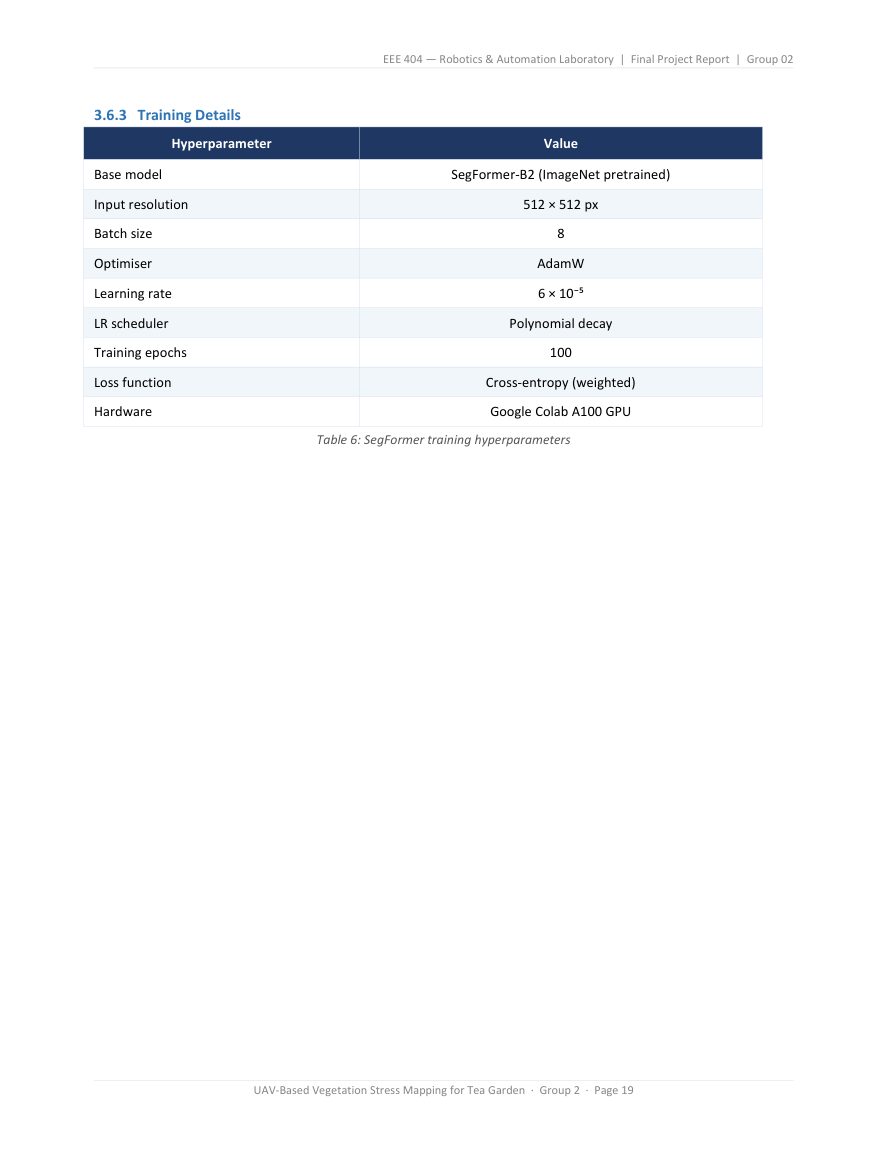 EEE 404 — Robotics & Automation Laboratory | Final Project Report | Group 02
3.6.3 Training Details
Hyperparameter Value
Base model SegFormer-B2 (ImageNet pretrained)
Input resolution 512 × 512 px
Batch size 8
Optimiser AdamW
Learning rate 6 × 10⁻⁵
LR scheduler Polynomial decay
Training epochs 100
Loss function Cross-entropy (weighted)
Hardware Google Colab A100 GPU
Table 6: SegFormer training hyperparameters
UAV-Based Vegetation Stress Mapping for Tea Garden · Group 2 · Page 19